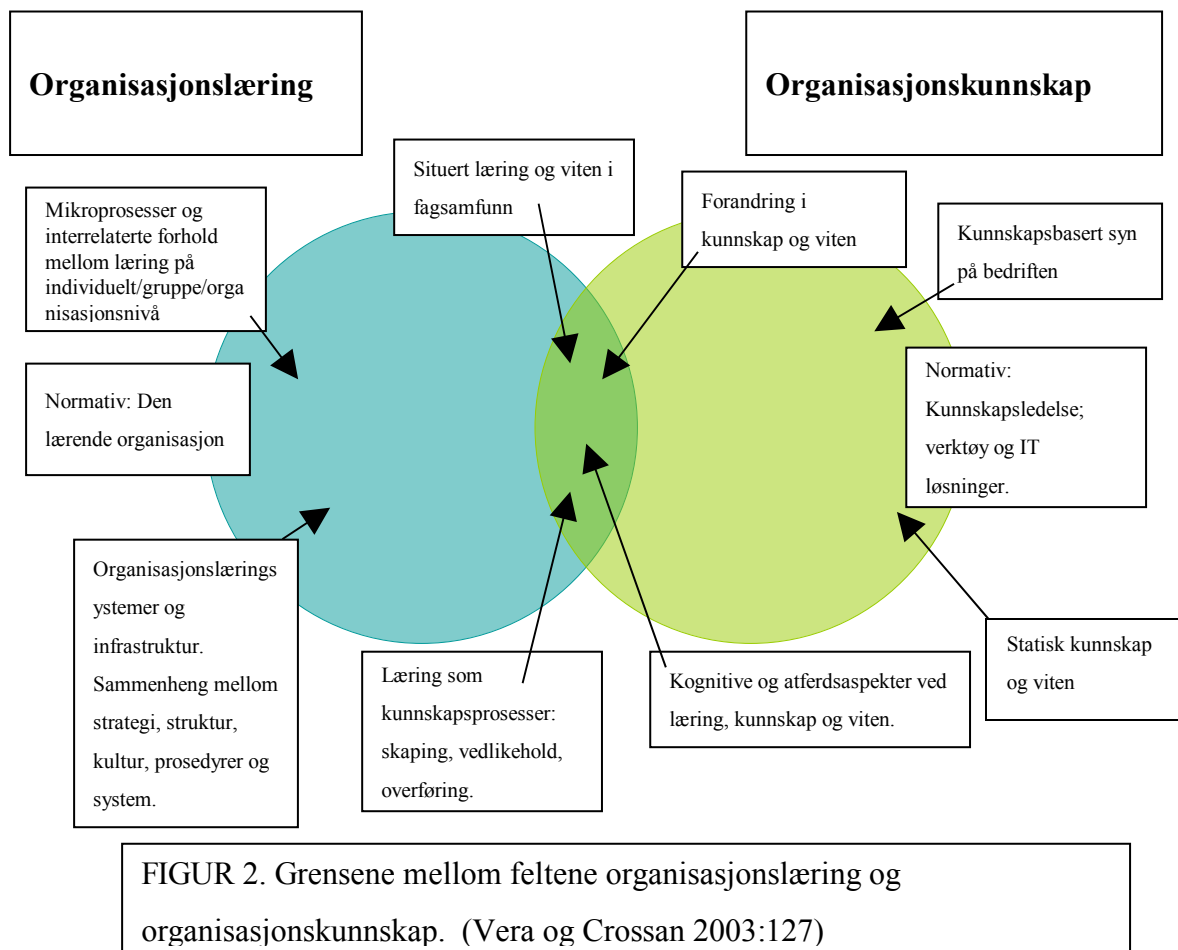 Organisasjonslæring
Organisasjonskunnskap
Situert læring og viten i
fagsamfunn
Forandring i
kunnskap og viten
Mikroprosesser og
interrelaterte forhold
mellom læring på
individuelt/gruppe/orga
nisasjonsnivå
Kunnskapsbasert syn
på bedriften
Normativ: Den
lærende organisasjon
Normativ:
Kunnskapsledelse;
verktøy og IT
løsninger.
Organisasjonslærings
ystemer og
infrastruktur.
Sammenheng mellom
strategi, struktur,
kultur, prosedyrer og
system.
Læring som
kunnskapsprosesser:
skaping, vedlikehold,
overføring.
Kognitive og atferdsaspekter ved
læring, kunnskap og viten.
Statisk kunnskap
og viten
FIGUR 2. Grensene mellom feltene organisasjonslæring og
organisasjonskunnskap. (Vera og Crossan 2003:127)